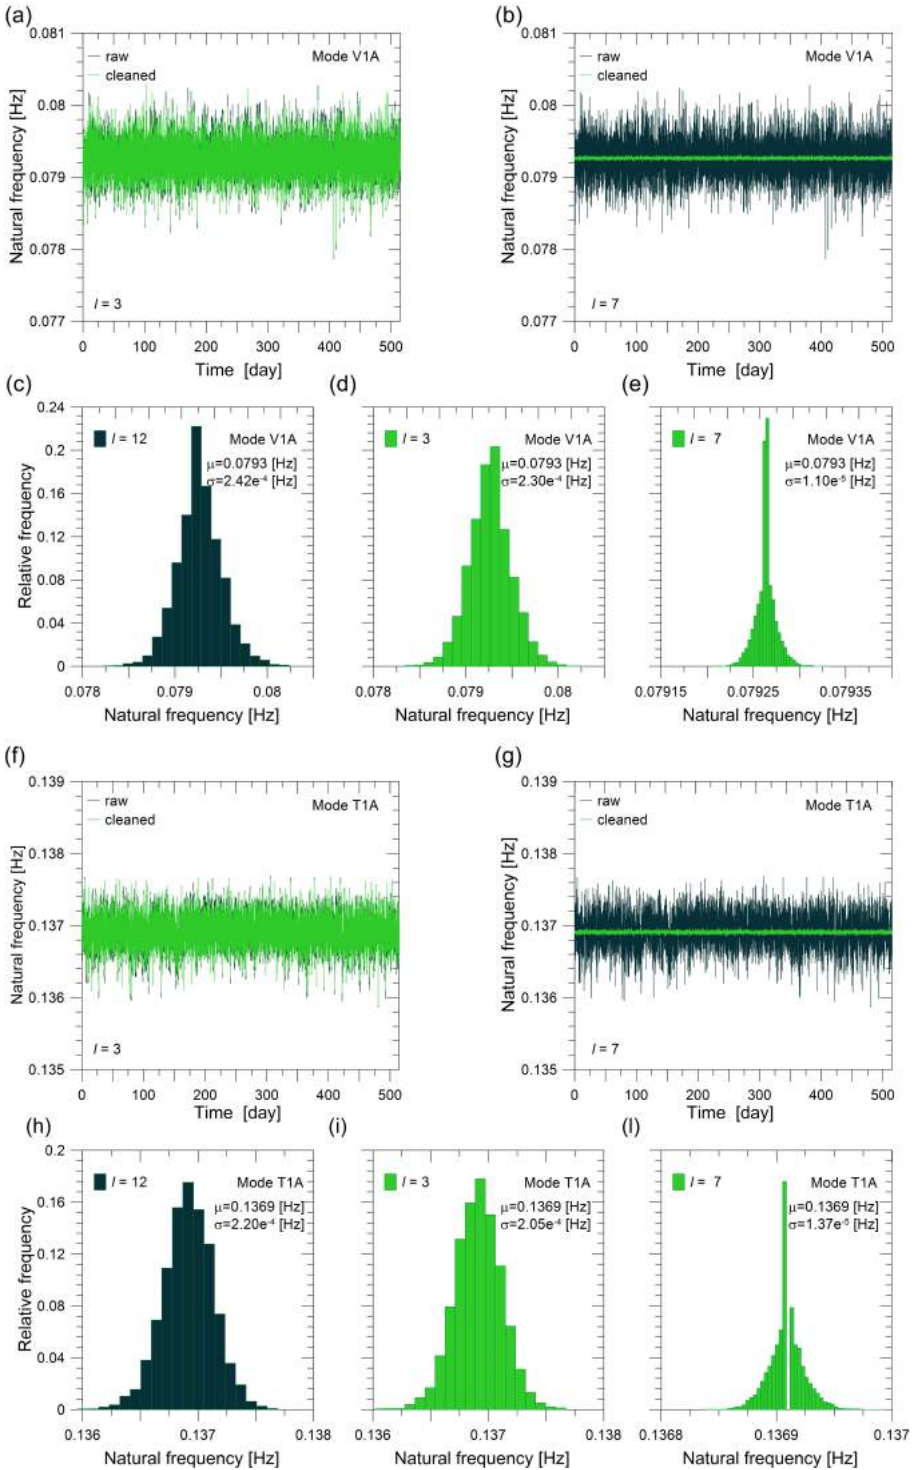 (a)
(b)
0.081
0.08
0.079
0.078
0.077
Natural frequency [Hz]
raw
cleaned
Mode V1A
l = 3
0 100 200 300 400 500
Time [day]
0.081
0.08
0.079
0.078
0.077
Natural frequency [Hz]
raw
cleaned
Mode V1A
l = 7
0 100 200 300 400 500
Time [day]
(c)
(d)
(e)
0.24
0.2
0.16
0.12
0.08
0.04
0
Relative frequency
l = 12
Mode V1A
μ=0.0793 [Hz]
σ=2.42e-4 [Hz]
0.078 0.079 0.08
Natural frequency [Hz]
l = 3
Mode V1A
μ=0.0793 [Hz]
σ=2.30e-4 [Hz]
0.078 0.079 0.08
Natural frequency [Hz]
l = 7
Mode V1A
μ=0.0793 [Hz]
σ=1.10e-5 [Hz]
0.07915 0.07925 0.07935
Natural frequency [Hz]
(f)
(g)
0.139
0.138
0.137
0.136
0.135
Natural frequency [Hz]
raw
cleaned
Mode T1A
l = 3
0 100 200 300 400 500
Time [day]
0.139
0.138
0.137
0.136
0.135
Natural frequency [Hz]
raw
cleaned
Mode T1A
l = 7
0 100 200 300 400 500
Time [day]
(h)
(i)
(l)
0.2
0.16
0.12
0.08
0.04
0
Relative frequency
l = 12
Mode T1A
μ=0.1369 [Hz]
σ=2.20e-4 [Hz]
0.136 0.137 0.138
Natural frequency [Hz]
l = 3
Mode T1A
μ=0.1369 [Hz]
σ=2.05e-4 [Hz]
0.136 0.137 0.138
Natural frequency [Hz]
l = 7
Mode T1A
μ=0.1369 [Hz]
σ=1.37e-5 [Hz]
0.1368 0.1369 0.137
Natural frequency [Hz]